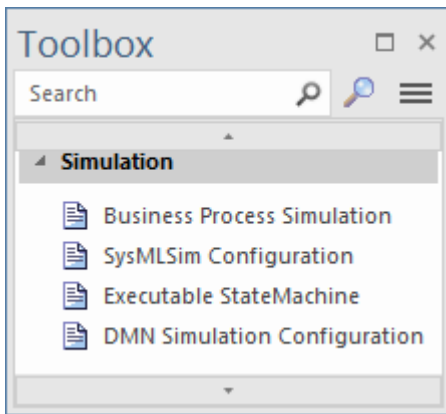 Toolbox
Search
Simulation
Business Process Simulation
SysMLSim Configuration
Executable StateMachine
DMN Simulation Configuration